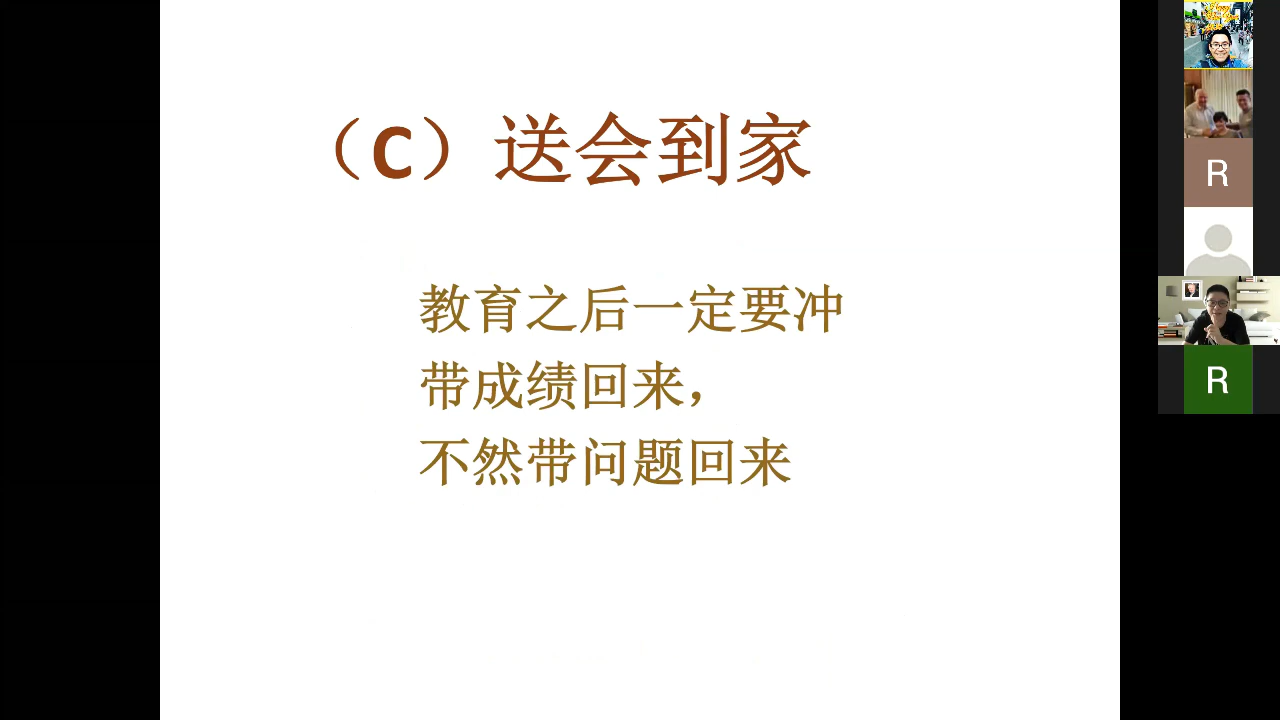 （C）送会到家
教育之后一定要冲
带成绩回来，
不然带问题回来
R
R